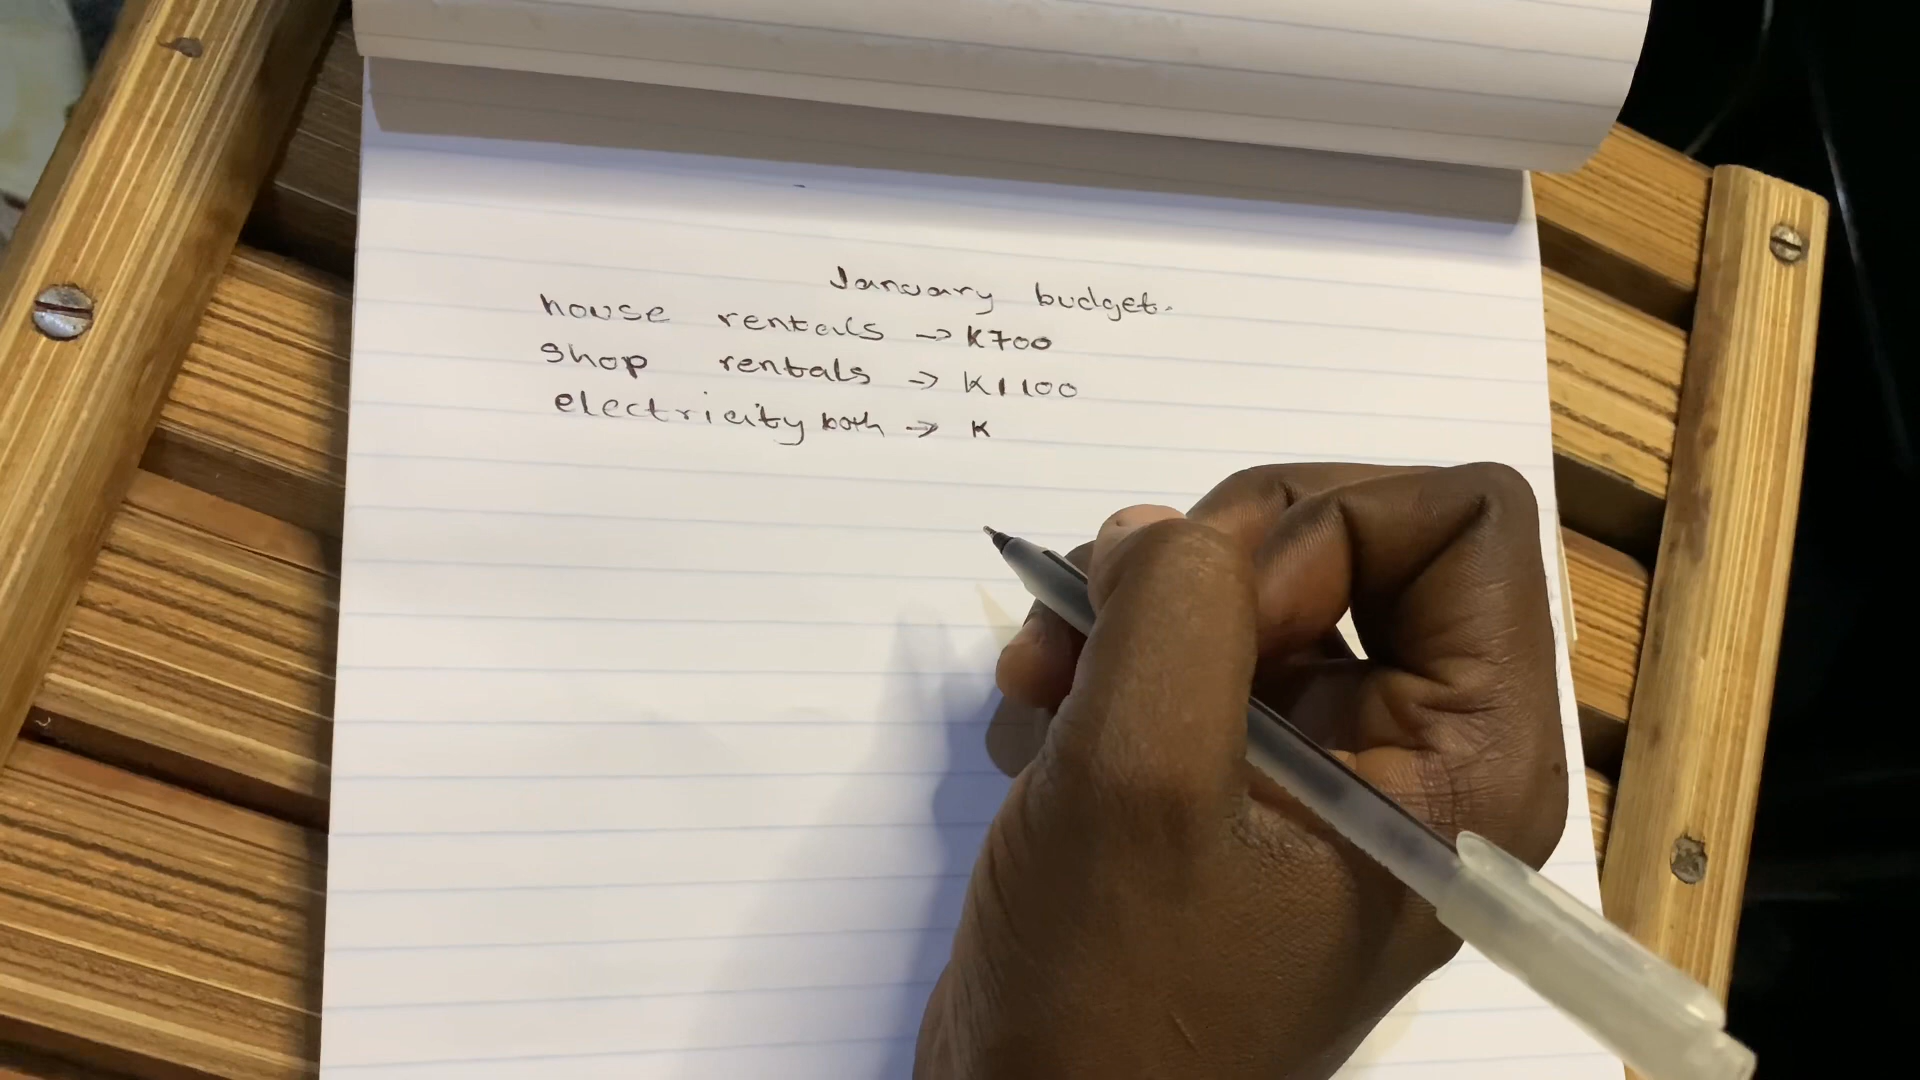 January budget.
house rentals → K700
shop rentals → K1100
electricity both → K